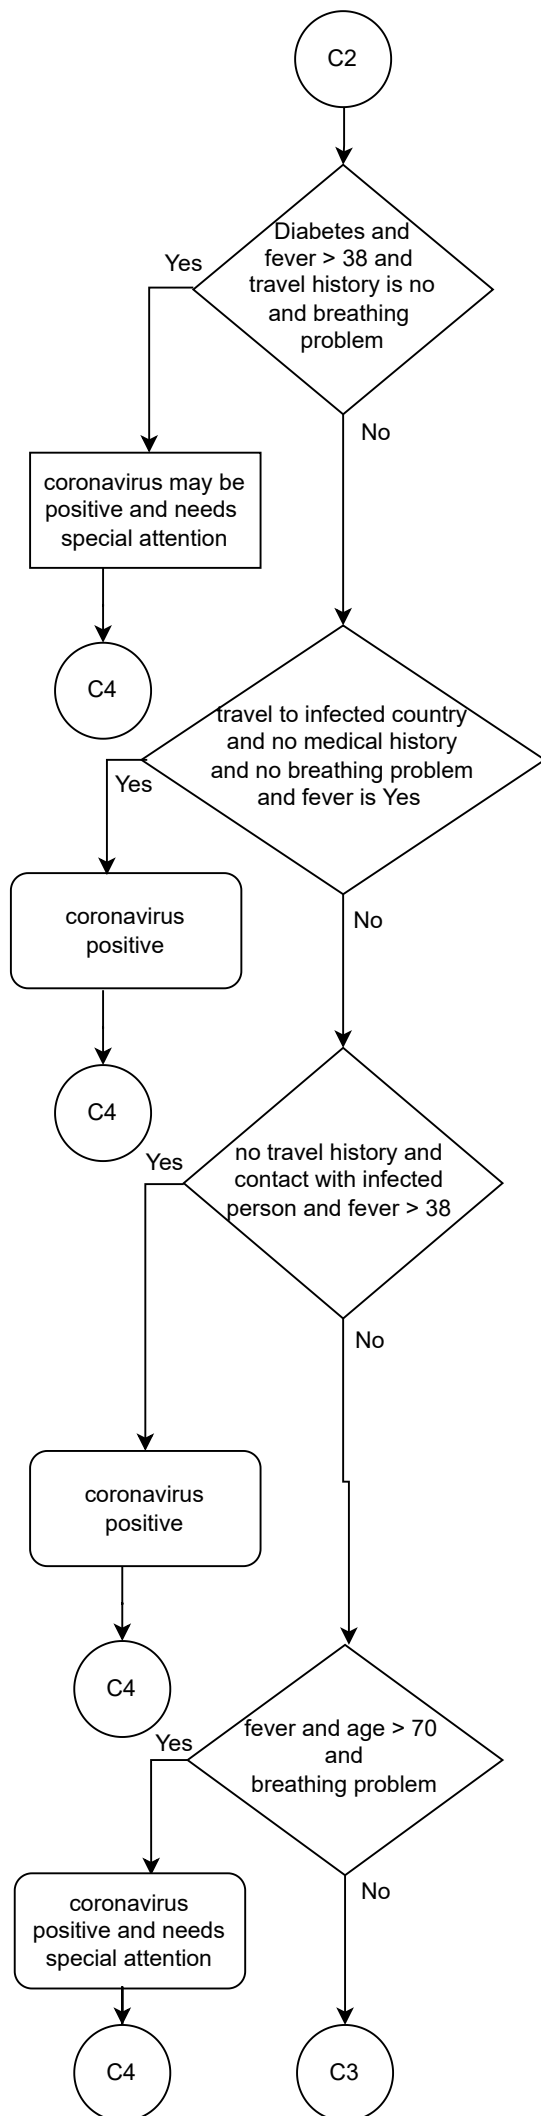 C2
Diabetes and
fever > 38 and
travel history is no
and breathing
problem
Yes
No
coronavirus may be
positive and needs
special attention
C4
travel to infected country
and no medical history
and no breathing problem
and fever is Yes
Yes
No
coronavirus
positive
C4
no travel history and
contact with infected
person and fever > 38
Yes
No
coronavirus
positive
C4
fever and age > 70
and
breathing problem
Yes
No
coronavirus
positive and needs
special attention
C4
C3